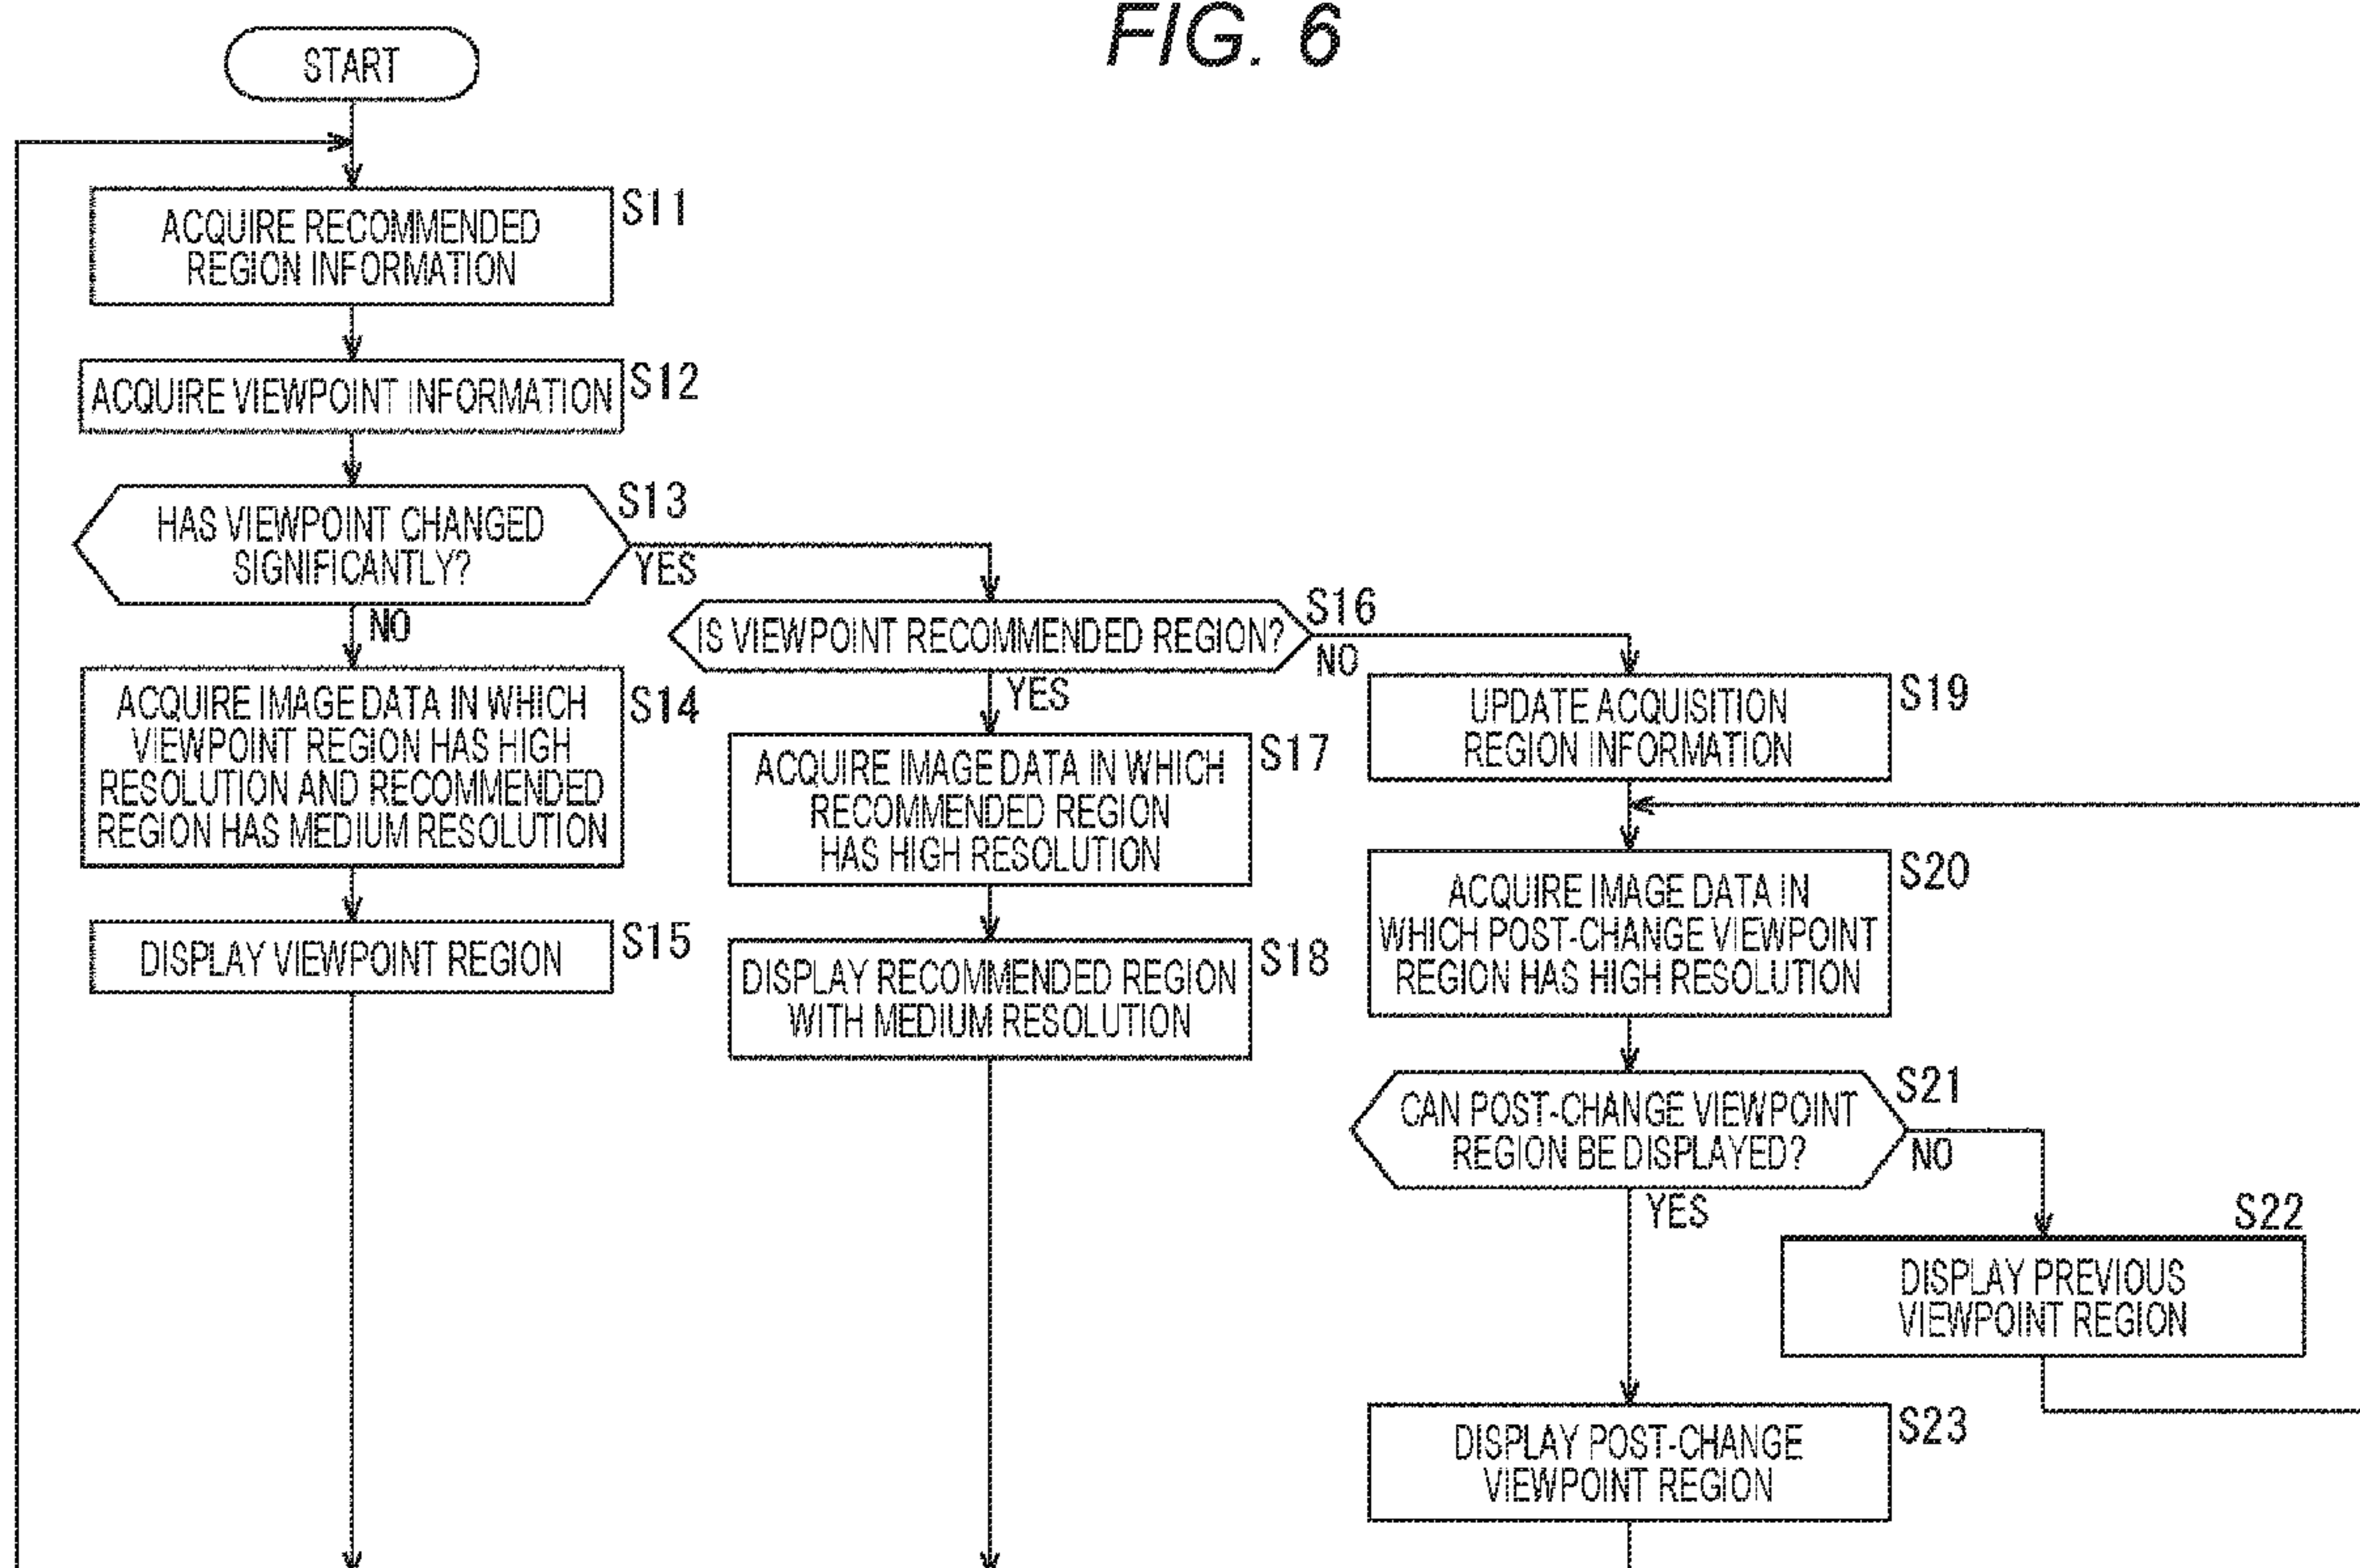 FIG. 6
START
S11
ACQUIRE RECOMMENDED
REGION INFORMATION
S12
ACQUIRE VIEWPOINT INFORMATION
S13
HAS VIEWPOINT CHANGED
SIGNIFICANTLY?
YES
NO
S14
ACQUIRE IMAGE DATA IN WHICH
VIEWPOINT REGION HAS HIGH
RESOLUTION AND RECOMMENDED
REGION HAS MEDIUM RESOLUTION
S15
DISPLAY VIEWPOINT REGION
S16
IS VIEWPOINT RECOMMENDED REGION?
NO
YES
S17
ACQUIRE IMAGE DATA IN WHICH
RECOMMENDED REGION
HAS HIGH RESOLUTION
S18
DISPLAY RECOMMENDED REGION
WITH MEDIUM RESOLUTION
S19
UPDATE ACQUISITION
REGION INFORMATION
S20
ACQUIRE IMAGE DATA IN
WHICH POST-CHANGE VIEWPOINT
REGION HAS HIGH RESOLUTION
S21
CAN POST-CHANGE VIEWPOINT
REGION BE DISPLAYED?
NO
YES
S22
DISPLAY PREVIOUS
VIEWPOINT REGION
S23
DISPLAY POST-CHANGE
VIEWPOINT REGION